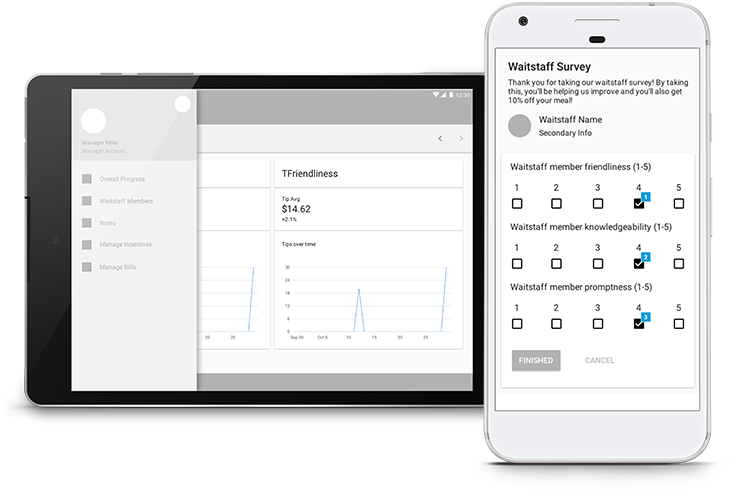 12:30
Manager Mike
Manager Account
Overall Progress
Waitstaff Members
Notes
Manage Incentives
Manage Bills
20 25
TFriendliness
Tip Avg
$14.62
+2.1%
Tips over time
36
30
24
18
12
6
0
Sep 30 Oct 5 10 15 20 25
Waitstaff Survey
Thank you for taking our waitstaff survey! By taking
this, you'll be helping us improve and you'll also get
10% off your meal!
Waitstaff Name
Secondary Info
Waitstaff member friendliness (1-5)
1 2 3 4 5
1
Waitstaff member knowledgeability (1-5)
1 2 3 4 5
2
Waitstaff member promptness (1-5)
1 2 3 4 5
3
FINISHED CANCEL